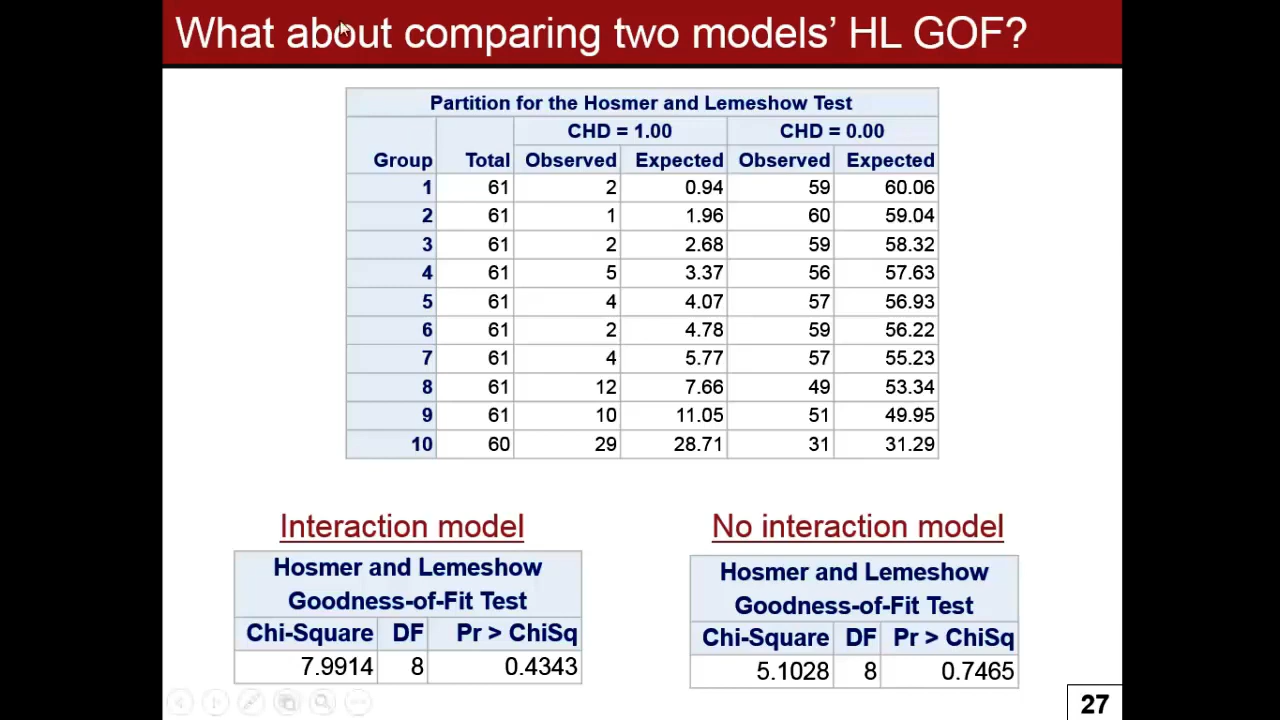 What about comparing two models' HL GOF?
Partition for the Hosmer and Lemeshow Test
CHD = 1.00 CHD = 0.00
Group Total Observed Expected Observed Expected
1 61 2 0.94 59 60.06
2 61 1 1.96 60 59.04
3 61 2 2.68 59 58.32
4 61 5 3.37 56 57.63
5 61 4 4.07 57 56.93
6 61 2 4.78 59 56.22
7 61 4 5.77 57 55.23
8 61 12 7.66 49 53.34
9 61 10 11.05 51 49.95
10 60 29 28.71 31 31.29
Interaction model
Hosmer and Lemeshow
Goodness-of-Fit Test
Chi-Square DF Pr > ChiSq
7.9914 8 0.4343
No interaction model
Hosmer and Lemeshow
Goodness-of-Fit Test
Chi-Square DF Pr > ChiSq
5.1028 8 0.7465
27